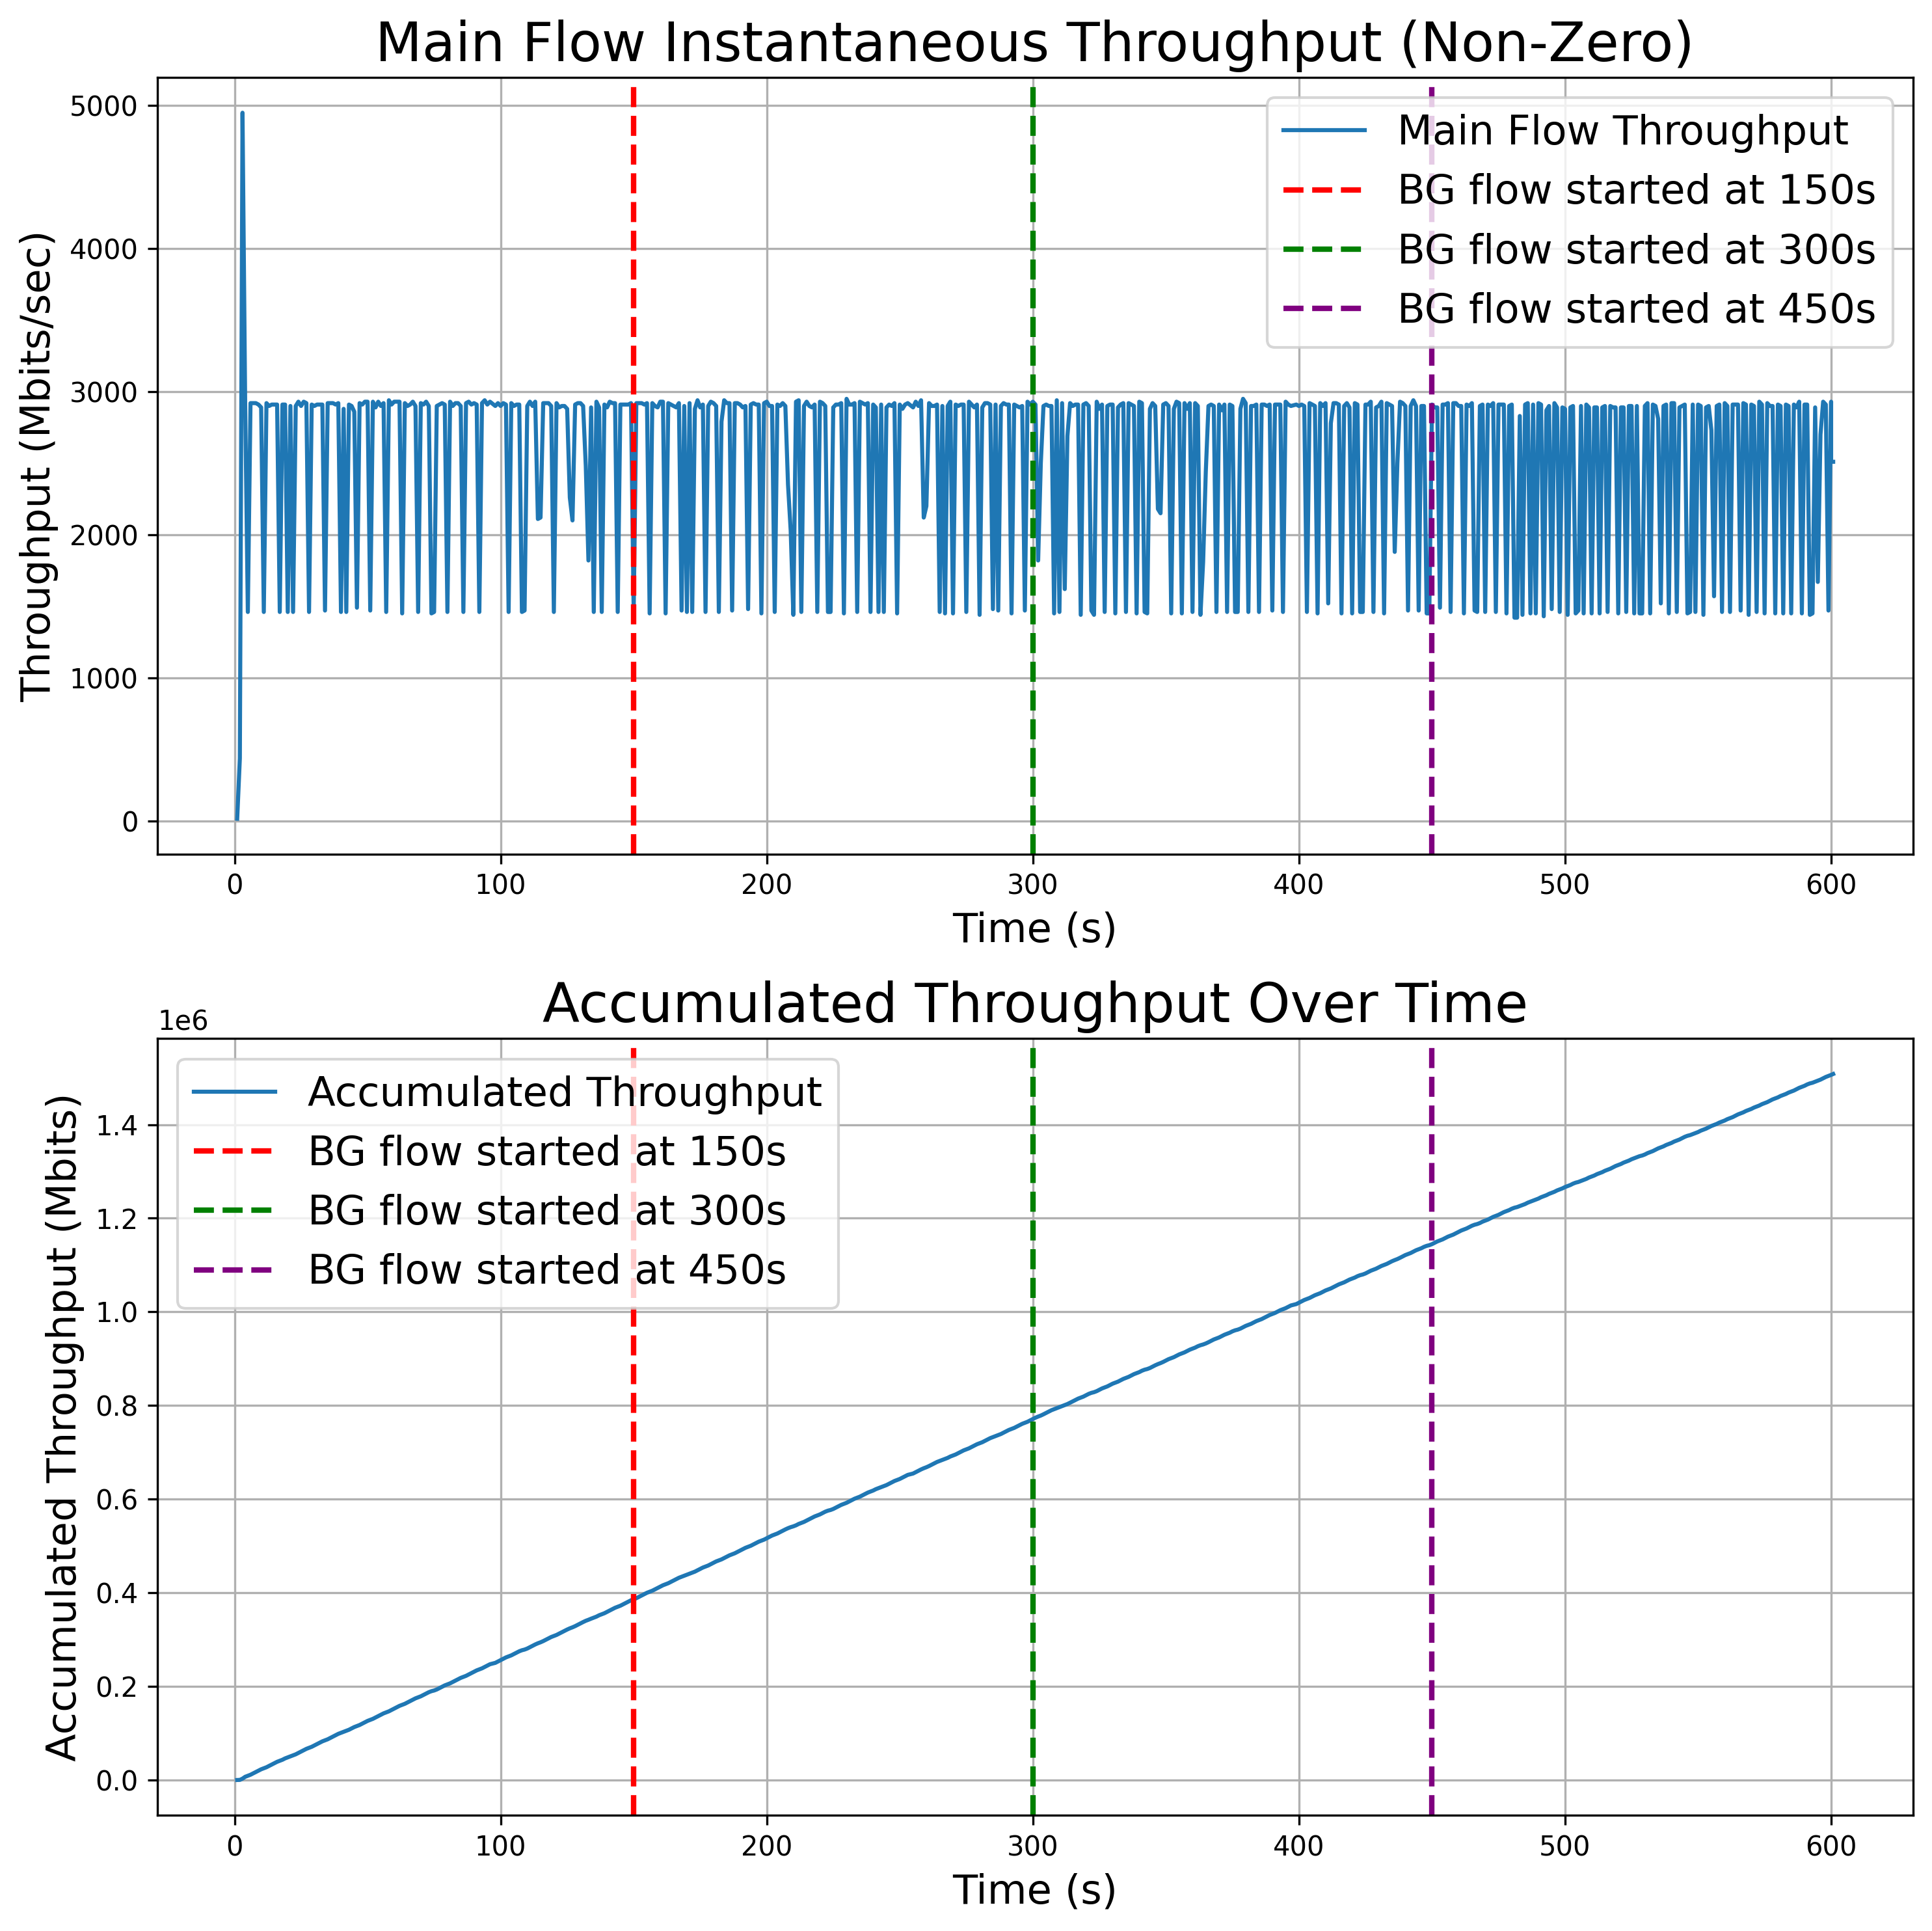 Main Flow Instantaneous Throughput (Non-Zero)
Throughput (Mbits/sec)
5000
4000
3000
2000
1000
0
Main Flow Throughput
BG flow started at 150s
BG flow started at 300s
BG flow started at 450s
0 100 200 300 400 500 600
Time (s)
Accumulated Throughput Over Time
1e6
Accumulated Throughput (Mbits)
1.4
1.2
1.0
0.8
0.6
0.4
0.2
0.0
Accumulated Throughput
BG flow started at 150s
BG flow started at 300s
BG flow started at 450s
0 100 200 300 400 500 600
Time (s)